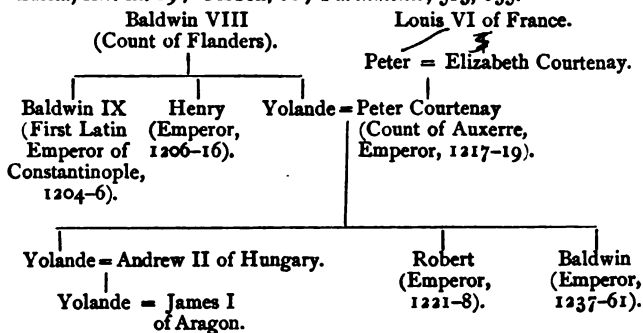 Baldwin VIII
(Count of Flanders).
Louis VI of France.
Peter = Elizabeth Courtenay.
Baldwin IX
(First Latin
Emperor of
Constantinople,
1204–6).
Henry
(Emperor,
1206–16).
Yolande = Peter Courtenay
(Count of Auxerre,
Emperor, 1217–19).
Yolande = Andrew II of Hungary.
Yolande = James I
of Aragon.
Robert
(Emperor,
1221–8).
Baldwin
(Emperor,
1237–61).